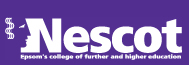 Nescot
Epsom's college of further and higher education